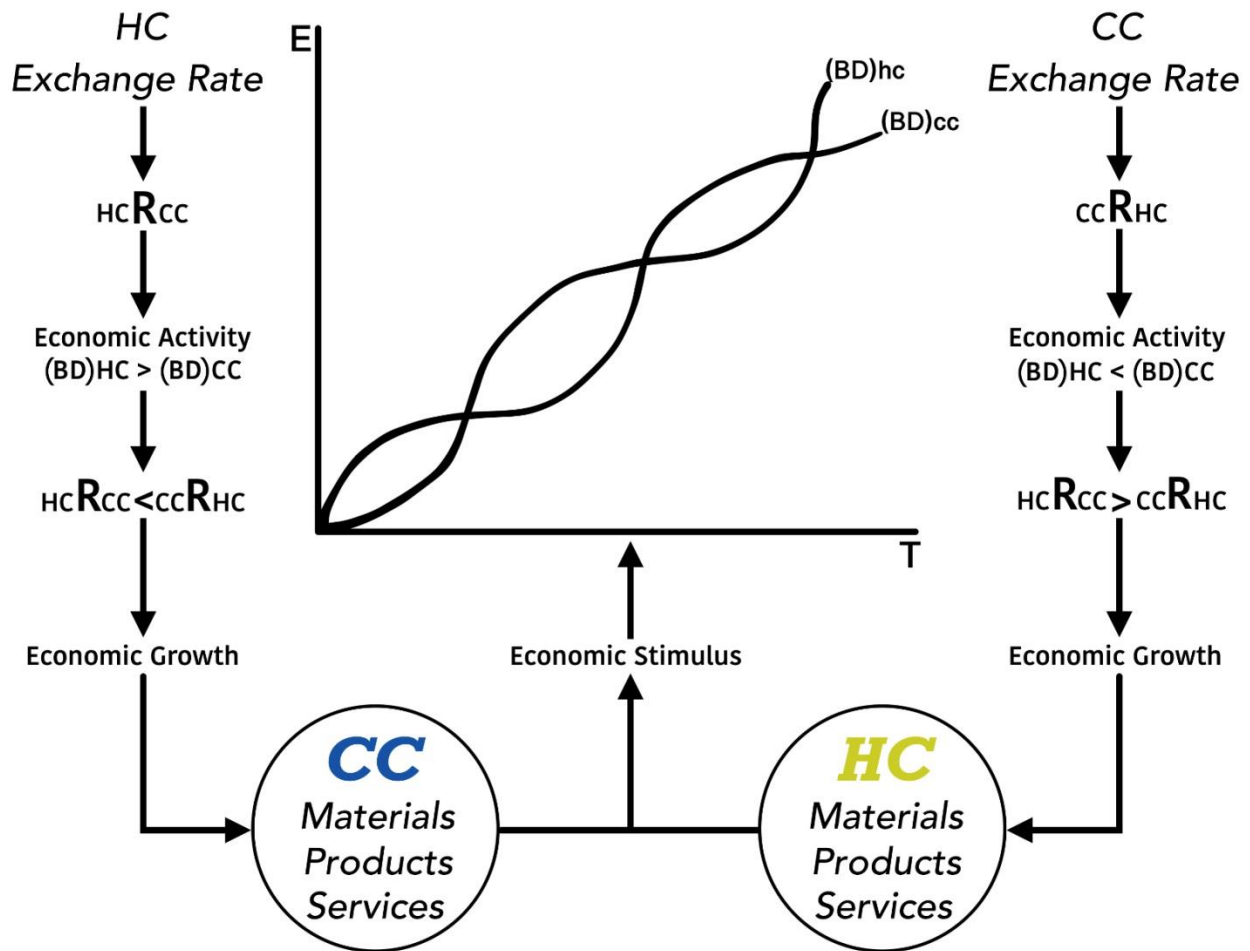 HC
Exchange Rate
HCRCC
Economic Activity
(BD)HC > (BD)CC
HCRCC<CCRHC
Economic Growth
E
(BD)hc
(BD)cc
T
Economic Stimulus
CC
Exchange Rate
CCRHC
Economic Activity
(BD)HC < (BD)CC
HCRCC>CCRHC
Economic Growth
CC
Materials
Products
Services
HC
Materials
Products
Services